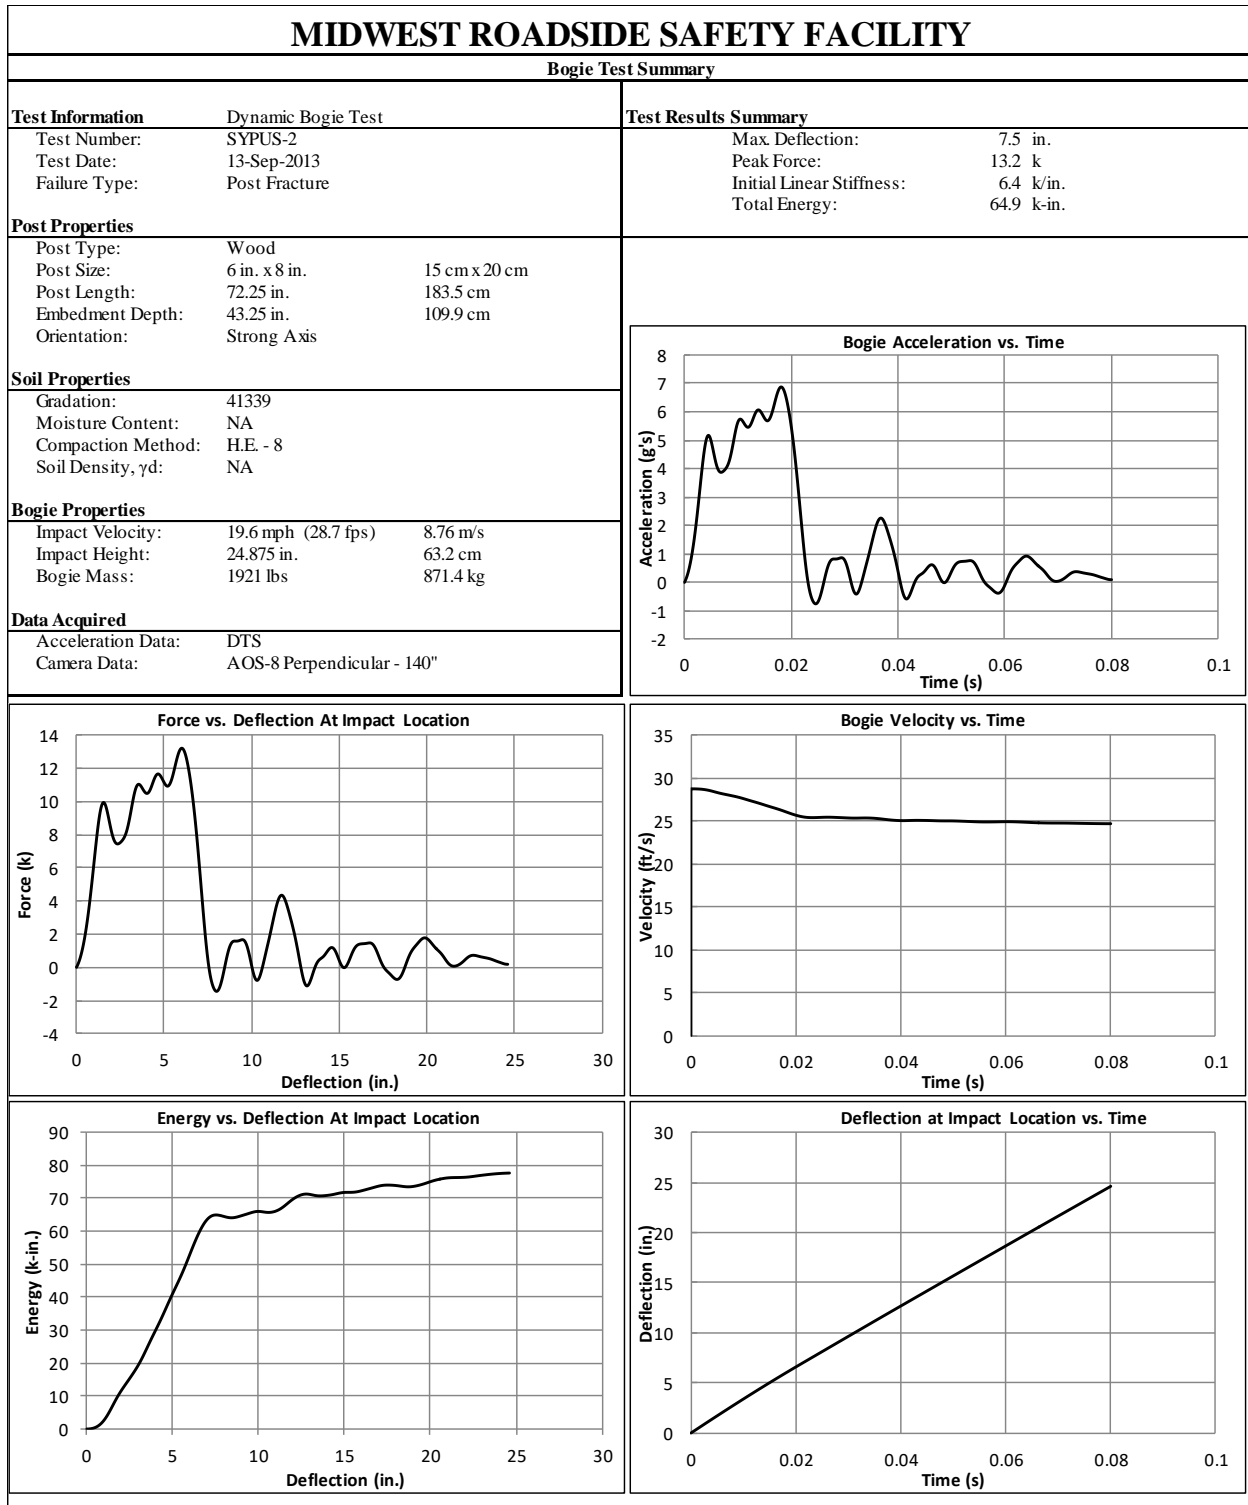 MIDWEST ROADSIDE SAFETY FACILITY
Bogie Test Summary
Test Information Dynamic Bogie Test
Test Number: SYPUS-2
Test Date: 13-Sep-2013
Failure Type: Post Fracture
Post Properties
Post Type: Wood
Post Size: 6 in. x 8 in. 15 cm x 20 cm
Post Length: 72.25 in. 183.5 cm
Embedment Depth: 43.25 in. 109.9 cm
Orientation: Strong Axis
Soil Properties
Gradation: 41339
Moisture Content: NA
Compaction Method: H.E. - 8
Soil Density, γd: NA
Bogie Properties
Impact Velocity: 19.6 mph (28.7 fps) 8.76 m/s
Impact Height: 24.875 in. 63.2 cm
Bogie Mass: 1921 lbs 871.4 kg
Data Acquired
Acceleration Data: DTS
Camera Data: AOS-8 Perpendicular - 140"
Test Results Summary
Max. Deflection: 7.5 in.
Peak Force: 13.2 k
Initial Linear Stiffness: 6.4 k/in.
Total Energy: 64.9 k-in.
Bogie Acceleration vs. Time
Acceleration (g's)
8
7
6
5
4
3
2
1
0
-1
-2
0 0.02 0.04 0.06 0.08 0.1
Time (s)
Force vs. Deflection At Impact Location
Force (k)
14
12
10
8
6
4
2
0
-2
-4
0 5 10 15 20 25 30
Deflection (in.)
Bogie Velocity vs. Time
Velocity (ft/s)
35
30
25
20
15
10
5
0
0 0.02 0.04 0.06 0.08 0.1
Time (s)
Energy vs. Deflection At Impact Location
Energy (k-in.)
90
80
70
60
50
40
30
20
10
0
0 5 10 15 20 25 30
Deflection (in.)
Deflection at Impact Location vs. Time
Deflection (in.)
30
25
20
15
10
5
0
0 0.02 0.04 0.06 0.08 0.1
Time (s)